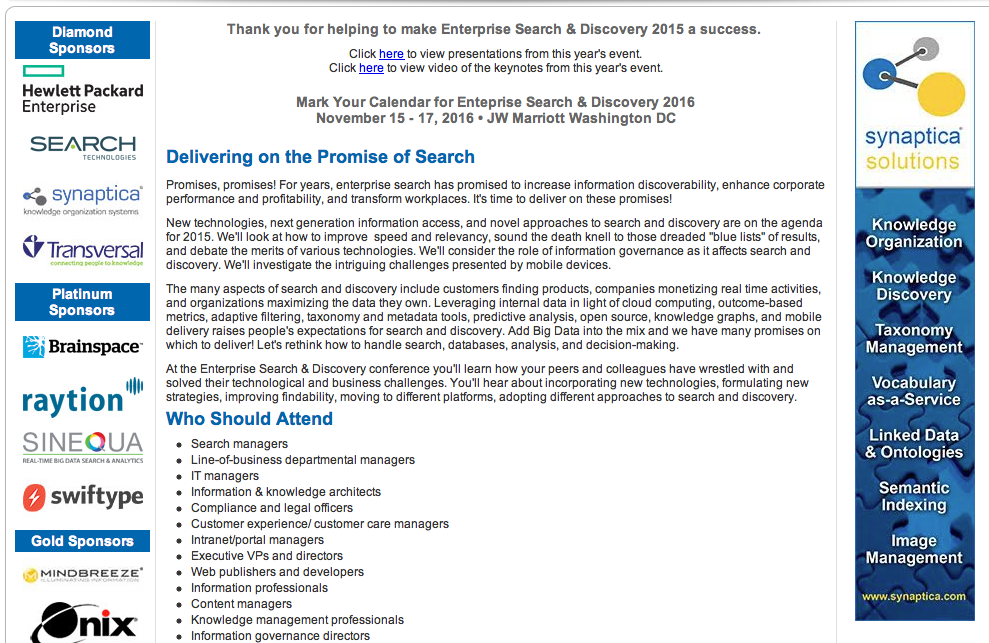 Diamond
Sponsors
Hewlett Packard
Enterprise
SEARCH
TECHNOLOGIES
synaptica
knowledge organization systems
Transversal
connecting people to knowledge
Platinum
Sponsors
Brainspace
raytion
SINEQUA
REAL-TIME BIG DATA SEARCH & ANALYTICS
swiftype
Gold Sponsors
MINDBREEZE
ILLUMINATING INFORMATION
Onix
Thank you for helping to make Enterprise Search & Discovery 2015 a success.
Click here to view presentations from this year's event.
Click here to view video of the keynotes from this year's event.
Mark Your Calendar for Enteprise Search & Discovery 2016
November 15 - 17, 2016 • JW Marriott Washington DC
Delivering on the Promise of Search
Promises, promises! For years, enterprise search has promised to increase information discoverability, enhance corporate
performance and profitability, and transform workplaces. It's time to deliver on these promises!
New technologies, next generation information access, and novel approaches to search and discovery are on the agenda
for 2015. We'll look at how to improve speed and relevancy, sound the death knell to those dreaded "blue lists" of results,
and debate the merits of various technologies. We'll consider the role of information governance as it affects search and
discovery. We'll investigate the intriguing challenges presented by mobile devices.
The many aspects of search and discovery include customers finding products, companies monetizing real time activities,
and organizations maximizing the data they own. Leveraging internal data in light of cloud computing, outcome-based
metrics, adaptive filtering, taxonomy and metadata tools, predictive analysis, open source, knowledge graphs, and mobile
delivery raises people's expectations for search and discovery. Add Big Data into the mix and we have many promises on
which to deliver! Let's rethink how to handle search, databases, analysis, and decision-making.
At the Enterprise Search & Discovery conference you'll learn how your peers and colleagues have wrestled with and
solved their technological and business challenges. You'll hear about incorporating new technologies, formulating new
strategies, improving findability, moving to different platforms, adopting different approaches to search and discovery.
Who Should Attend
• Search managers
• Line-of-business departmental managers
• IT managers
• Information & knowledge architects
• Compliance and legal officers
• Customer experience/ customer care managers
• Intranet/portal managers
• Executive VPs and directors
• Web publishers and developers
• Information professionals
• Content managers
• Knowledge management professionals
• Information governance directors
synaptica
solutions
Knowledge
Organization
Knowledge
Discovery
Taxonomy
Management
Vocabulary
as-a-Service
Linked Data
& Ontologies
Semantic
Indexing
Image
Management
www.synaptica.com